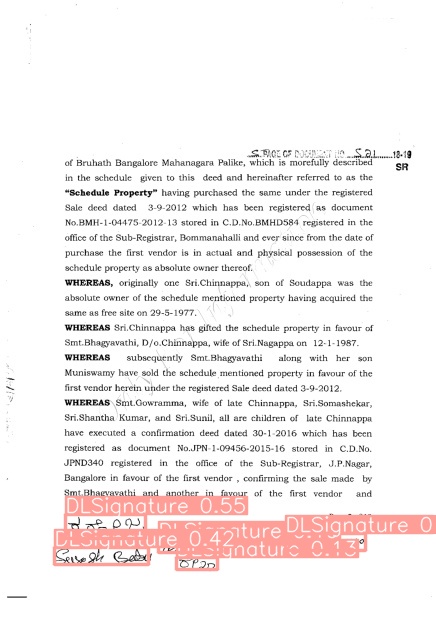 5 PAGE OF DOCUMENT NO. 521 18-19
SR
of Bruhath Bangalore Mahanagara Palike, which is morefully described
in the schedule given to this deed and hereinafter referred to as the
“Schedule Property” having purchased the same under the registered
Sale deed dated 3-9-2012 which has been registered as document
No.BMH-1-04475-2012-13 stored in C.D.No.BMHD584 registered in the
office of the Sub-Registrar, Bommanahalli and ever since from the date of
purchase the first vendor is in actual and physical possession of the
schedule property as absolute owner thereof.
WHEREAS, originally one Sri.Chinnappa, son of Soudappa was the
absolute owner of the schedule mentioned property having acquired the
same as free site on 29-5-1977.
WHEREAS Sri.Chinnappa has gifted the schedule property in favour of
Smt.Bhagyavathi, D/o.Chinnappa, wife of Sri.Nagappa on 12-1-1987.
WHEREAS subsequently Smt.Bhagyavathi along with her son
Muniswamy have sold the schedule mentioned property in favour of the
first vendor herein under the registered Sale deed dated 3-9-2012.
WHEREAS Smt.Gowramma, wife of late Chinnappa, Sri.Somashekar,
Sri.Shantha Kumar, and Sri.Sunil, all are children of late Chinnappa
have executed a confirmation deed dated 30-1-2016 which has been
registered as document No.JPN-1-09456-2015-16 stored in C.D.No.
JPND340 registered in the office of the Sub-Registrar, J.P.Nagar,
Bangalore in favour of the first vendor , confirming the sale made by
Smt.Bhagyavathi and another in favour of the first vendor and
DLSignature 0.55
DLSignature 0
DLSignature 0.42
DLSignature 0.13